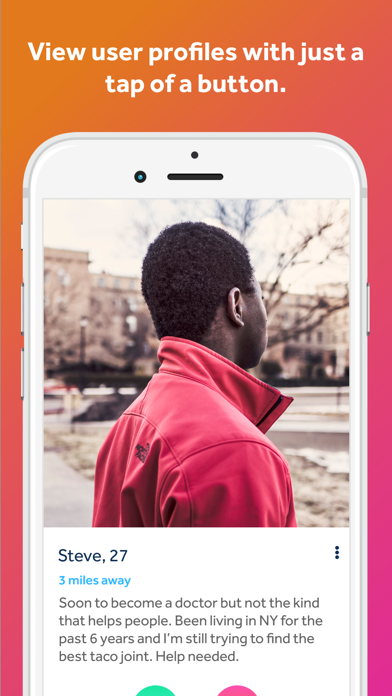 View user profiles with just a
tap of a button.
Steve, 27
3 miles away
Soon to become a doctor but not the kind
that helps people. Been living in NY for the
past 6 years and I'm still trying to find the
best taco joint. Help needed.